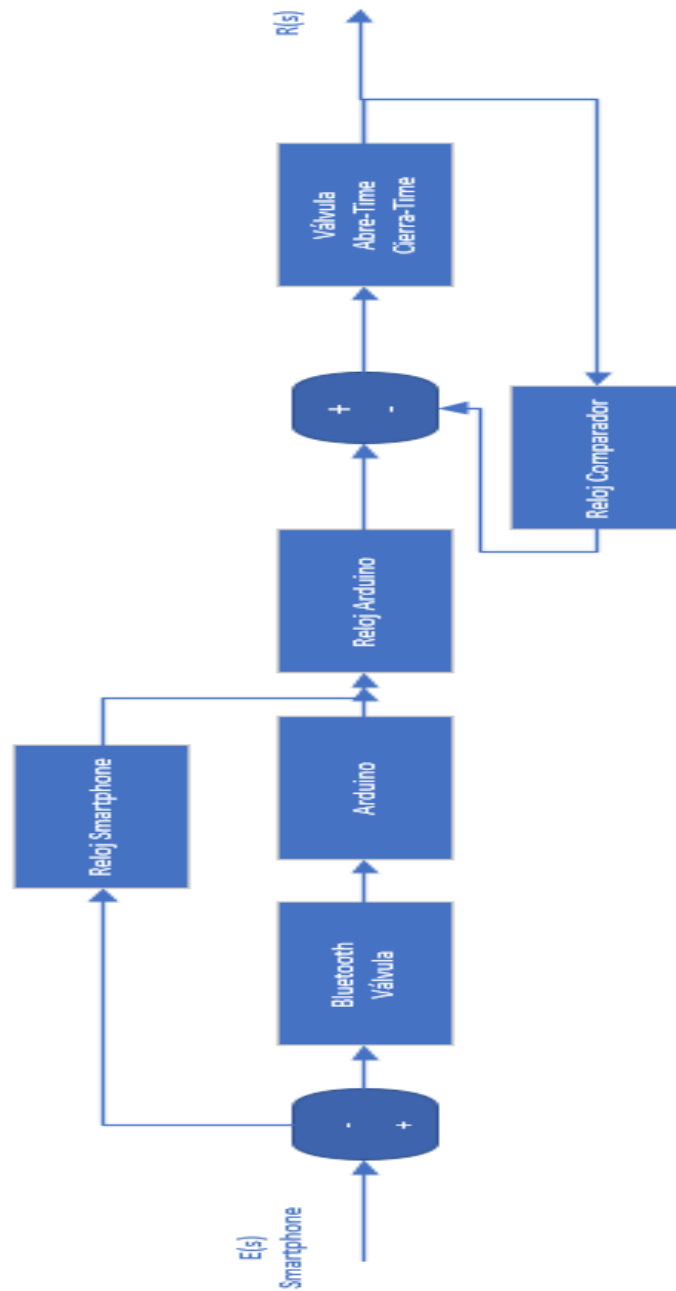 E(s)
Smartphone
-
+
Bluetooth
Válvula
Reloj Smartphone
Arduino
Reloj Arduino
+
-
Válvula
Abre-Time
Cierra-Time
Reloj Comparador
R(s)